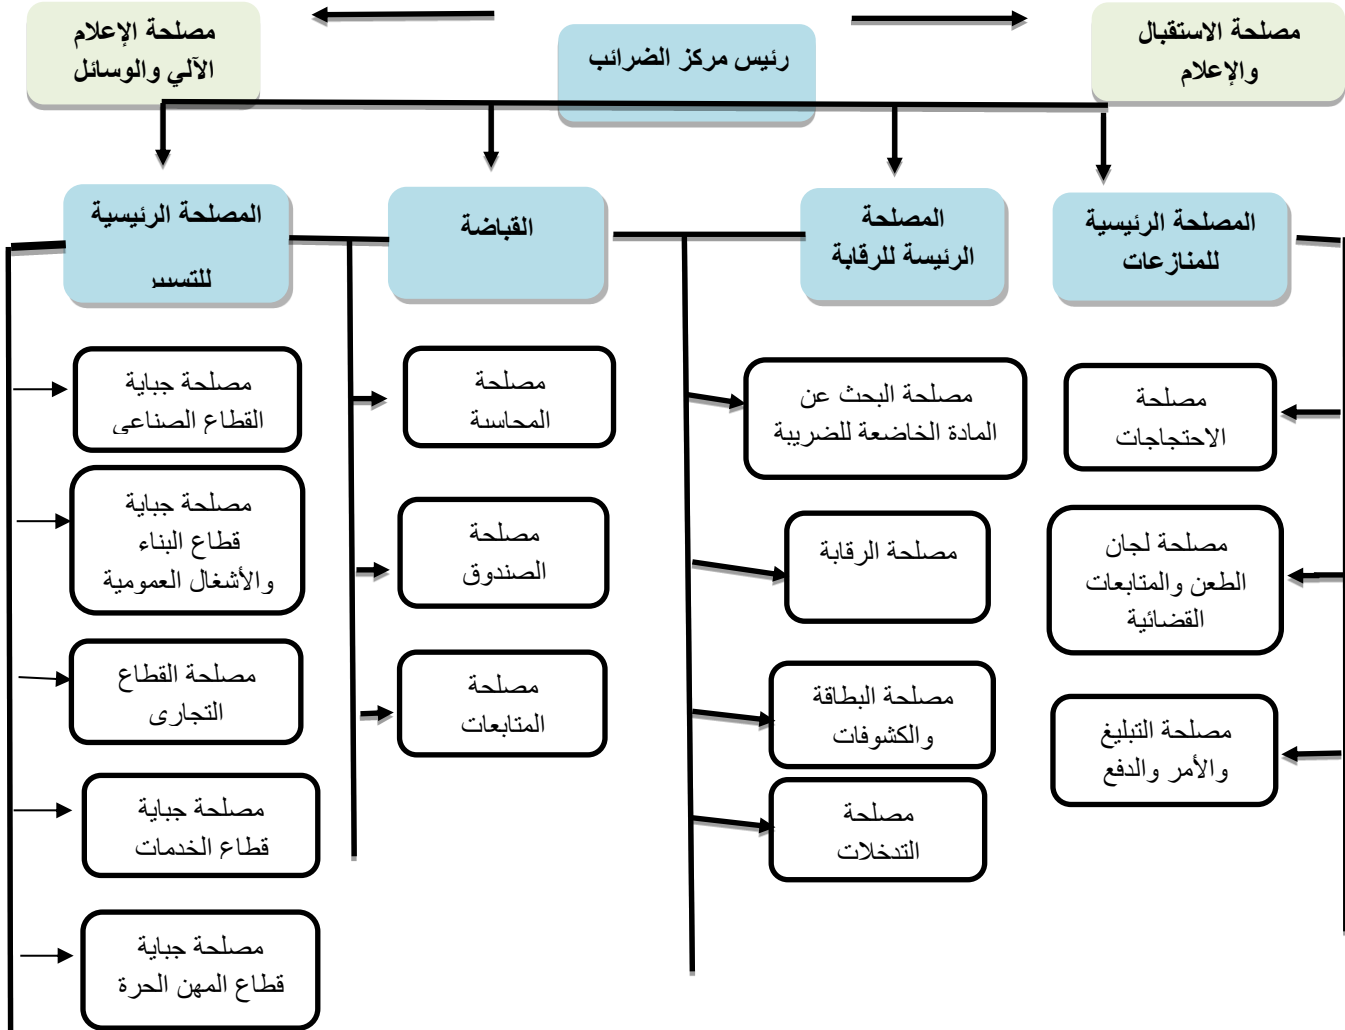 مصلحة الاستقبال
والإعلام
رئيس مركز الضرائب
مصلحة الإعلام
الآلي والوسائل
المصلحة الرئيسية
للمنازعات
المصلحة
الرئيسة للرقابة
القباضة
المصلحة الرئيسية
للتسيير
مصلحة
الاحتجاجات
مصلحة لجان
الطعن والمتابعات
القضائية
مصلحة التبليغ
والأمر والدفع
مصلحة البحث عن
المادة الخاضعة للضريبة
مصلحة الرقابة
مصلحة البطاقة
والكشوفات
مصلحة
التدخلات
مصلحة
المحاسبة
مصلحة
الصندوق
مصلحة
المتابعات
مصلحة جباية
القطاع الصناعي
مصلحة جباية
قطاع البناء
والأشغال العمومية
مصلحة القطاع
التجاري
مصلحة جباية
قطاع الخدمات
مصلحة جباية
قطاع المهن الحرة